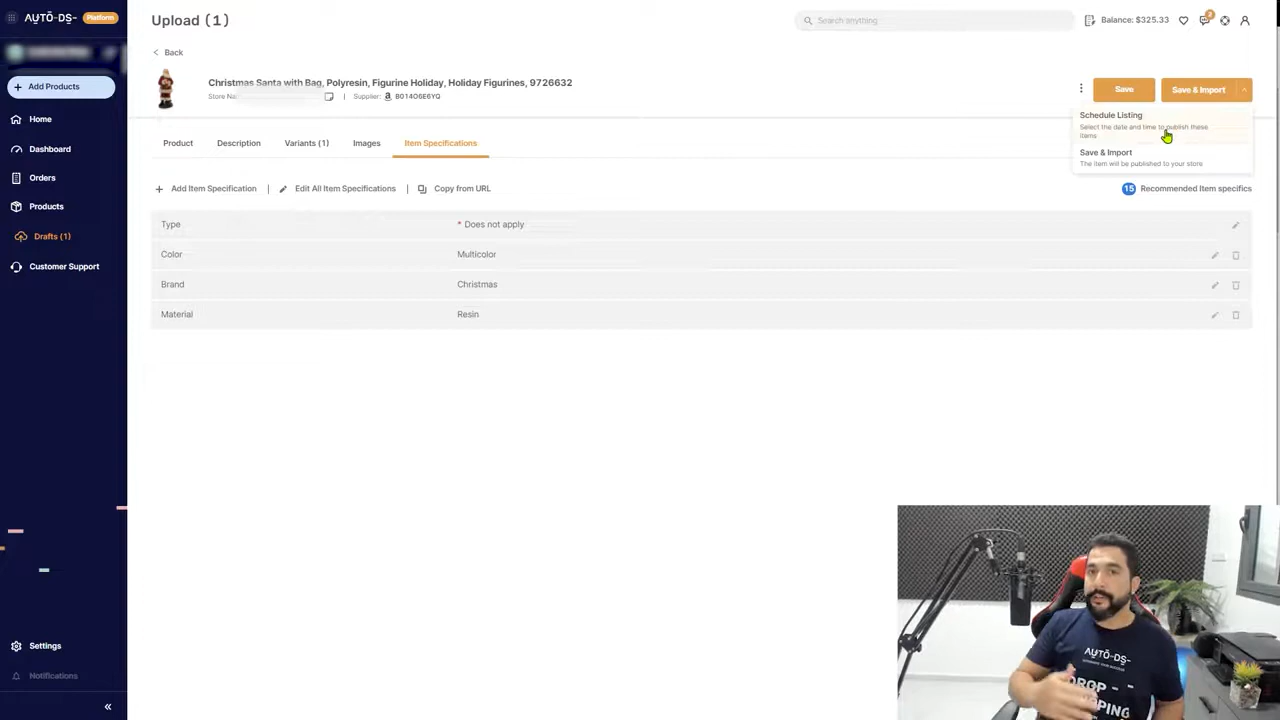 AUTO-DS-
Platform
Upload (1)
Search anything
Balance: $325.33
2
Add Products
Home
Dashboard
Orders
Products
Drafts (1)
Customer Support
Settings
Notifications
Back
Christmas Santa with Bag, Polyresin, Figurine Holiday, Holiday Figurines, 9726632
Store Na
Supplier: a B014O6E6YQ
Save
Save & Import
Schedule Listing
Select the date and time to publish these
items
Save & Import
The item will be published to your store
Product
Description
Variants (1)
Images
Item Specifications
Add Item Specification
Edit All Item Specifications
Copy from URL
15 Recommended Item specifics
Type * Does not apply
Color Multicolor
Brand Christmas
Material Resin
AUTO-DS-
DROP-